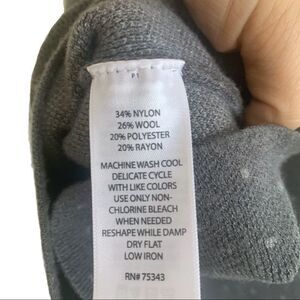 P1
34% NYLON
26% WOOL
20% POLYESTER
20% RAYON
MACHINE WASH COOL
DELICATE CYCLE
WITH LIKE COLORS
USE ONLY NON-
CHLORINE BLEACH
WHEN NEEDED
RESHAPE WHILE DAMP
DRY FLAT
LOW IRON
RN# 75343